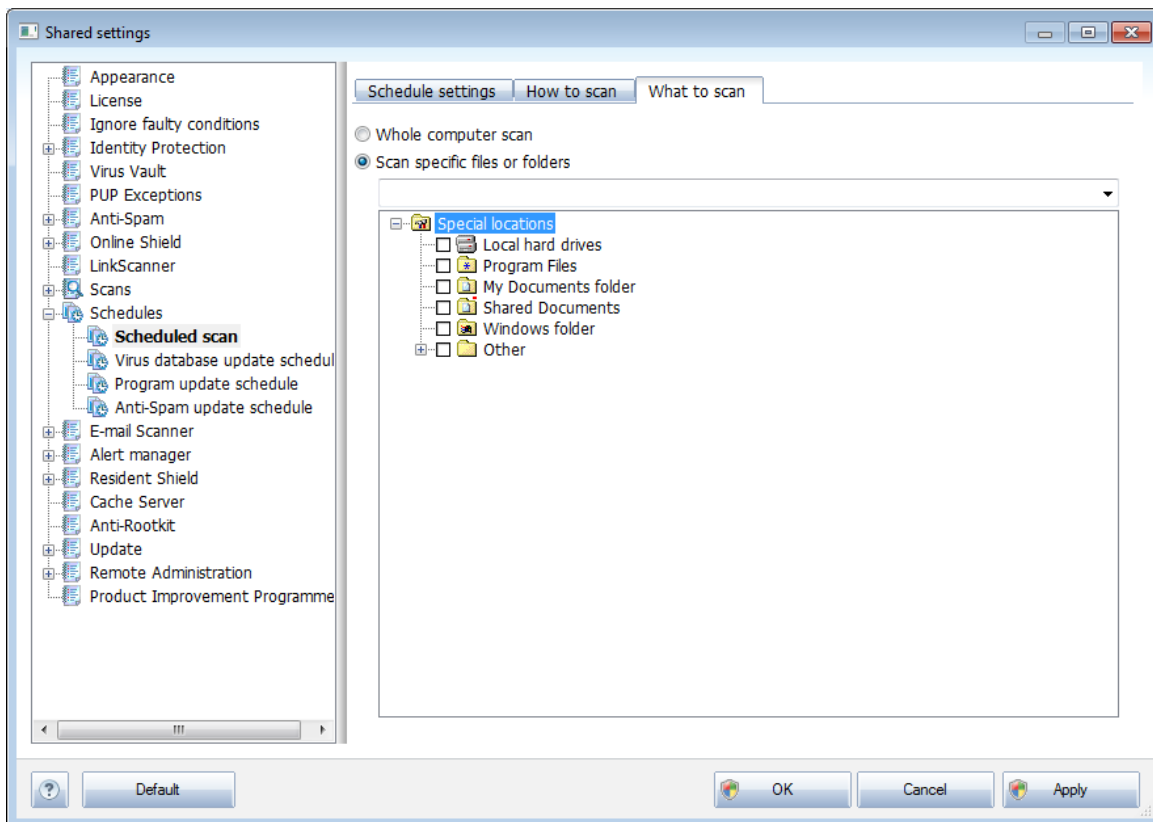 Shared settings
Appearance
License
Ignore faulty conditions
Identity Protection
Virus Vault
PUP Exceptions
Anti-Spam
Online Shield
LinkScanner
Scans
Schedules
Scheduled scan
Virus database update schedul
Program update schedule
Anti-Spam update schedule
E-mail Scanner
Alert manager
Resident Shield
Cache Server
Anti-Rootkit
Update
Remote Administration
Product Improvement Programme
Schedule settings How to scan What to scan
Whole computer scan
Scan specific files or folders
Special locations
Local hard drives
Program Files
My Documents folder
Shared Documents
Windows folder
Other
? Default OK Cancel Apply